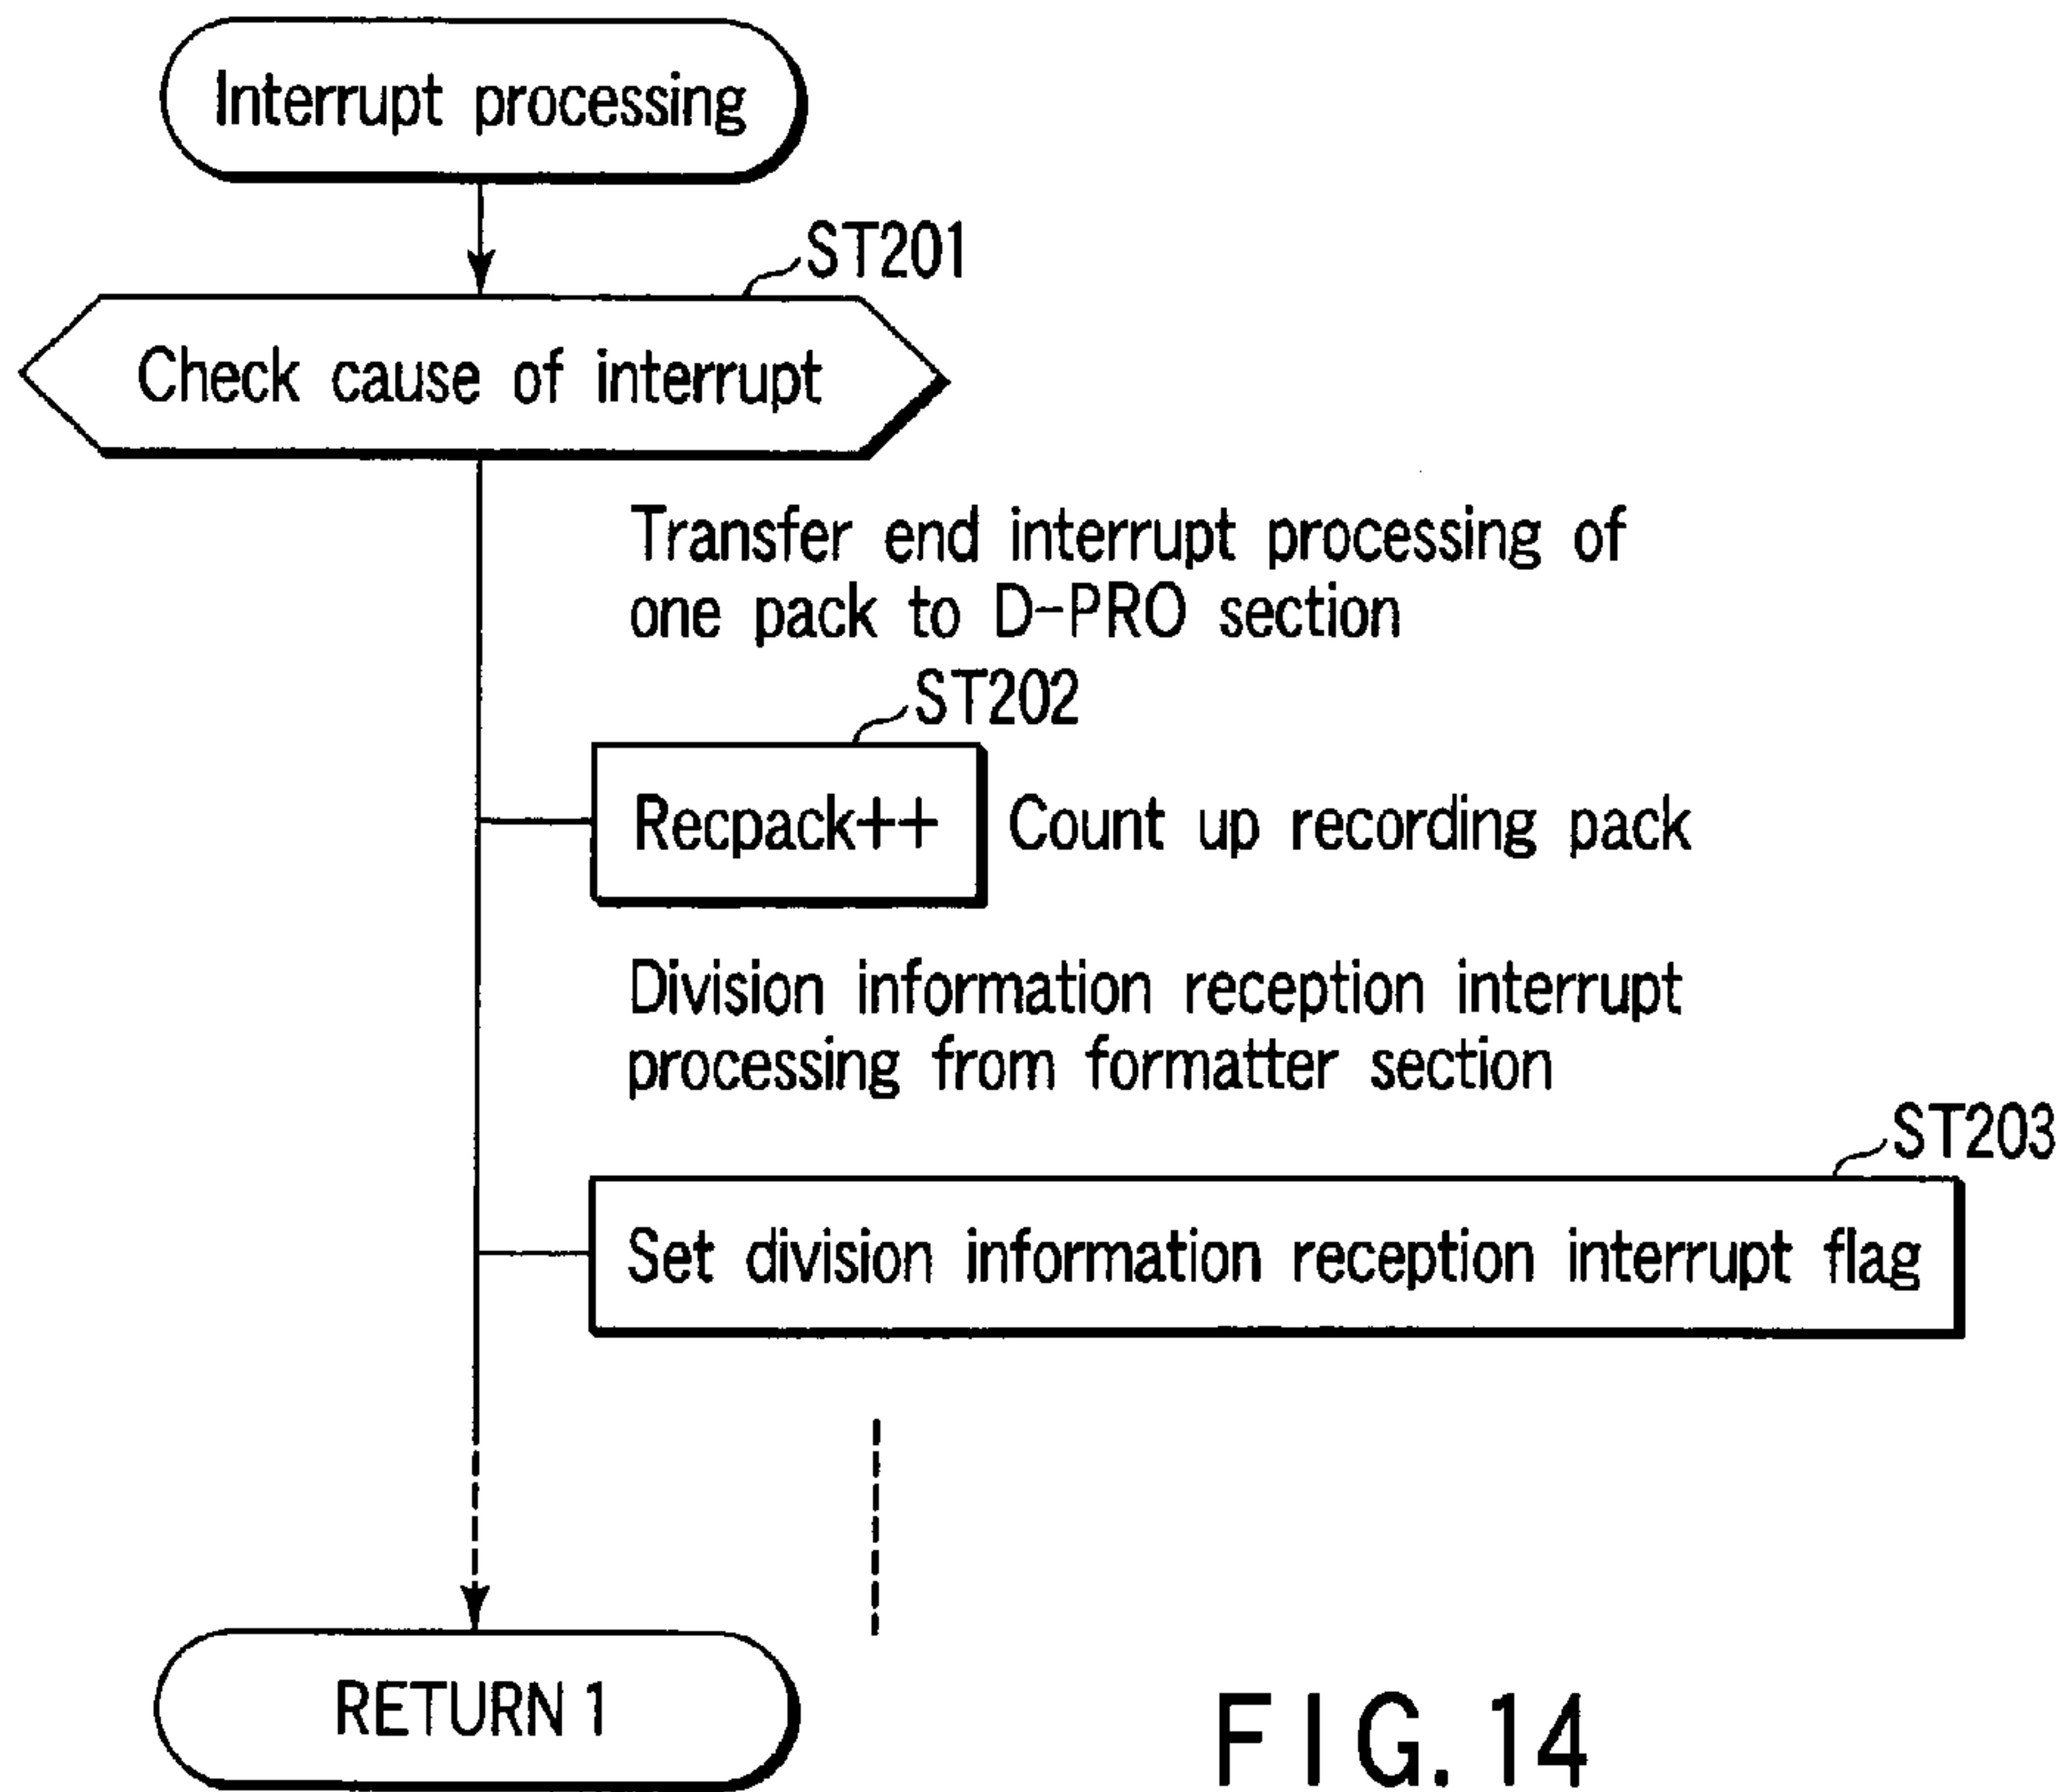 Interrupt processing
ST201
Check cause of interrupt
Transfer end interrupt processing of
one pack to D-PRO section
ST202
Recpack++ Count up recording pack
Division information reception interrupt
processing from formatter section
ST203
Set division information reception interrupt flag
RETURN 1
FIG. 14